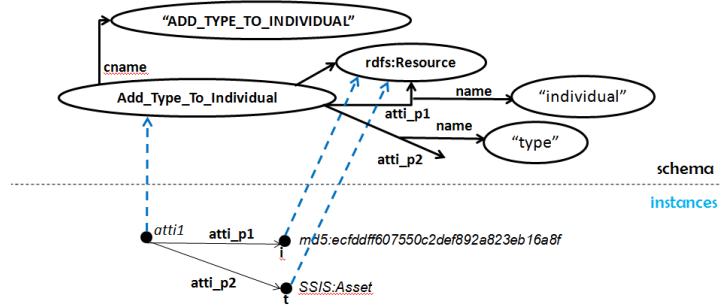 “ADD_TYPE_TO_INDIVIDUAL”
cname
rdfs:Resource
Add_Type_To_Individual
atti_p1
name
“individual”
name
“type”
atti_p2
schema
instances
atti1
atti_p1
i
md5:ecfddff607550c2def892a823eb16a8f
atti_p2
t
SSIS:Asset